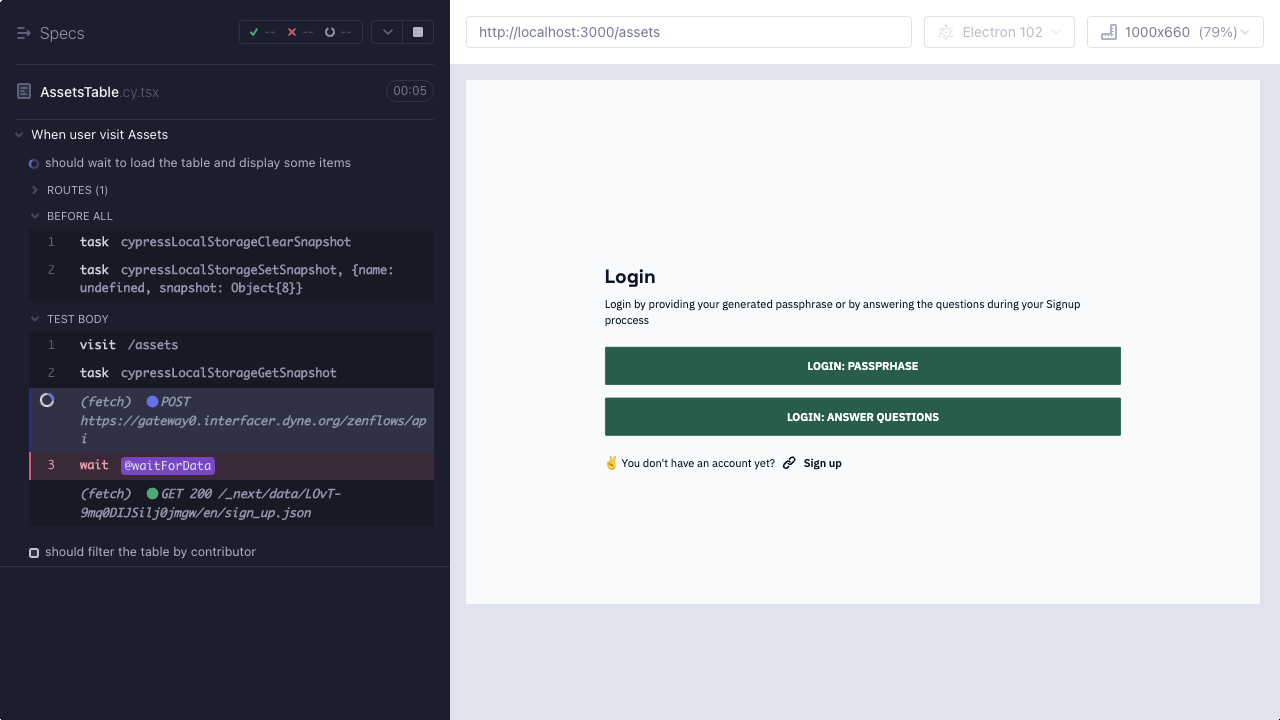 Specs
-- -- --
AssetsTable.cy.tsx
00:05
When user visit Assets
should wait to load the table and display some items
ROUTES (1)
BEFORE ALL
1 task cypressLocalStorageClearSnapshot
2 task cypressLocalStorageSetSnapshot, {name:
undefined, snapshot: Object{8}}
TEST BODY
1 visit /assets
2 task cypressLocalStorageGetSnapshot
(fetch) POST
https://gateway0.interfacer.dyne.org/zenflows/ap
i
3 wait @waitForData
(fetch) GET 200 /_next/data/LOvT-
9mq0DIJSilj0jmgw/en/sign_up.json
should filter the table by contributor
http://localhost:3000/assets
Electron 102
1000x660 (79%)
Login
Login by providing your generated passphrase or by answering the questions during your Signup
proccess
LOGIN: PASSPRHASE
LOGIN: ANSWER QUESTIONS
✌️ You don't have an account yet? Sign up